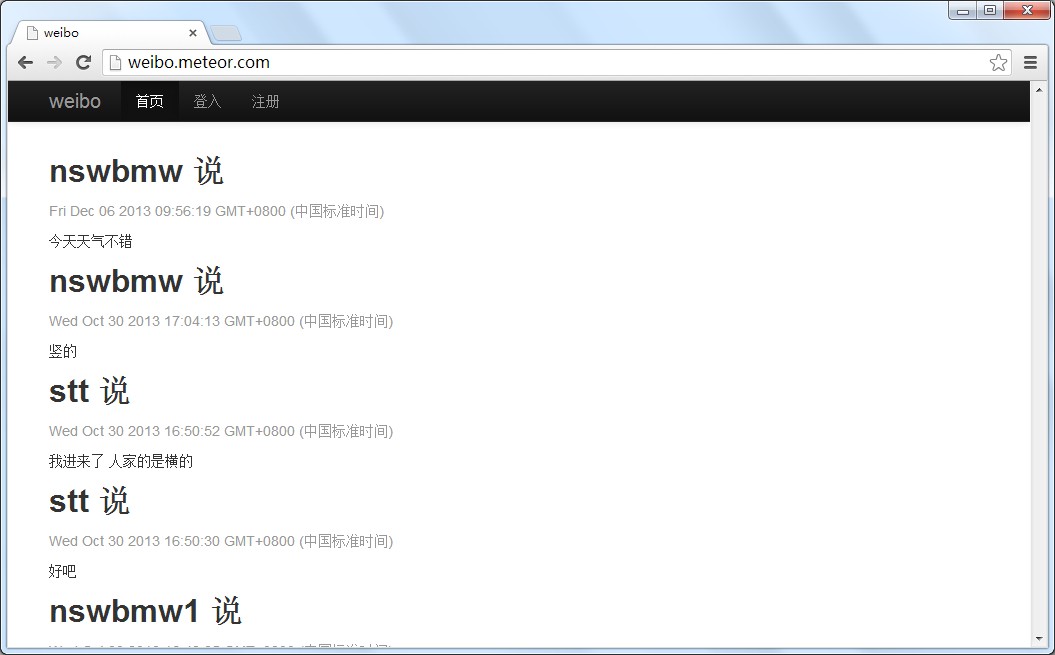 weibo
weibo.meteor.com
weibo 首页 登入 注册
nswbmw 说
Fri Dec 06 2013 09:56:19 GMT+0800 (中国标准时间)
今天天气不错
nswbmw 说
Wed Oct 30 2013 17:04:13 GMT+0800 (中国标准时间)
竖的
stt 说
Wed Oct 30 2013 16:50:52 GMT+0800 (中国标准时间)
我进来了 人家的是横的
stt 说
Wed Oct 30 2013 16:50:30 GMT+0800 (中国标准时间)
好吧
nswbmw1 说